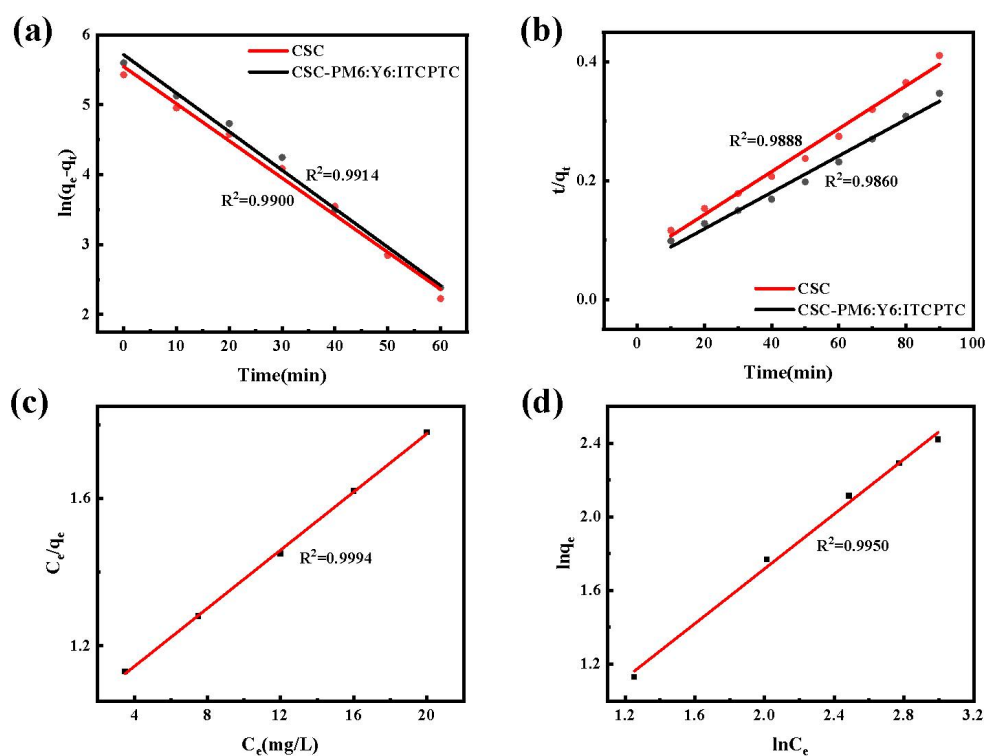 (a)
CSC
CSC-PM6:Y6:ITCPTC
R²=0.9914
R²=0.9900
ln(qₑ-qₜ)
6
5
4
3
2
0 10 20 30 40 50 60
Time(min)
(b)
R²=0.9888
R²=0.9860
CSC
CSC-PM6:Y6:ITCPTC
t/qₜ
0.4
0.2
0.0
0 20 40 60 80 100
Time(min)
(c)
R²=0.9994
Cₑ/qₑ
1.6
1.2
4 8 12 16 20
Cₑ(mg/L)
(d)
R²=0.9950
lnqₑ
2.4
2.0
1.6
1.2
1.2 1.6 2.0 2.4 2.8 3.2
lnCₑ